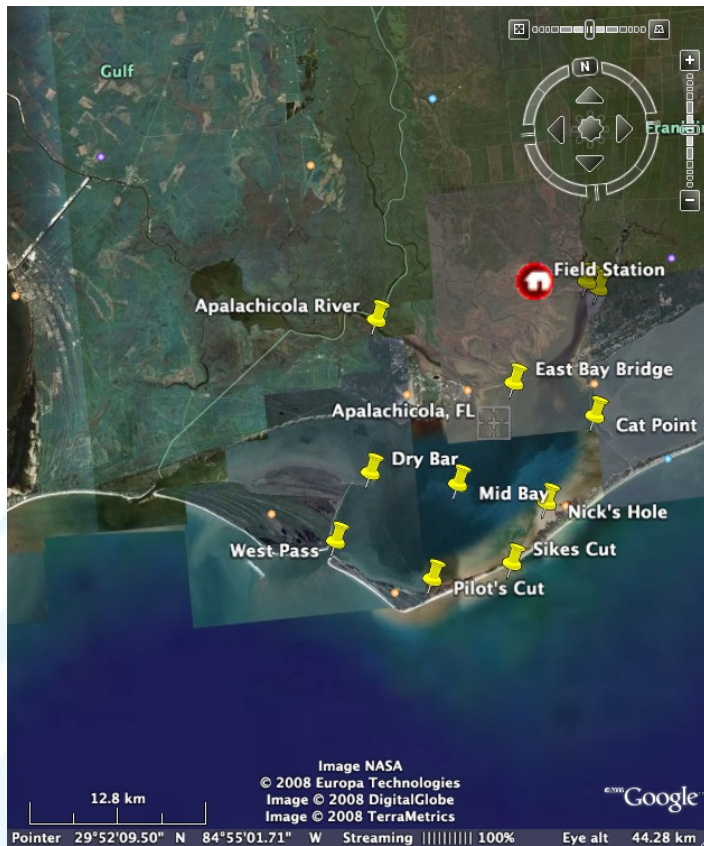 Gulf
N
Franklin
Field Station
Apalachicola River
East Bay Bridge
Apalachicola, FL
Cat Point
Dry Bar
Mid Bay
Nick's Hole
West Pass
Sikes Cut
Pilot's Cut
Image NASA
© 2008 Europa Technologies
Image © 2008 DigitalGlobe
Image © 2008 TerraMetrics
12.8 km
Google
Pointer 29°52'09.50" N 84°55'01.71" W Streaming |||||||||| 100% Eye alt 44.28 km